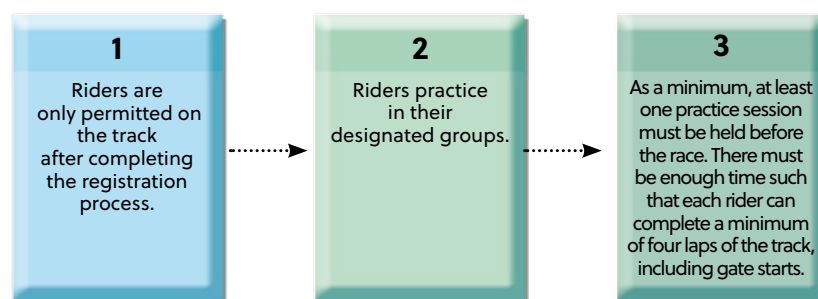 1
Riders are
only permitted on
the track
after completing
the registration
process.
2
Riders practice
in their
designated groups.
3
As a minimum, at least
one practice session
must be held before
the race. There must
be enough time such
that each rider can
complete a minimum
of four laps of the track,
including gate starts.